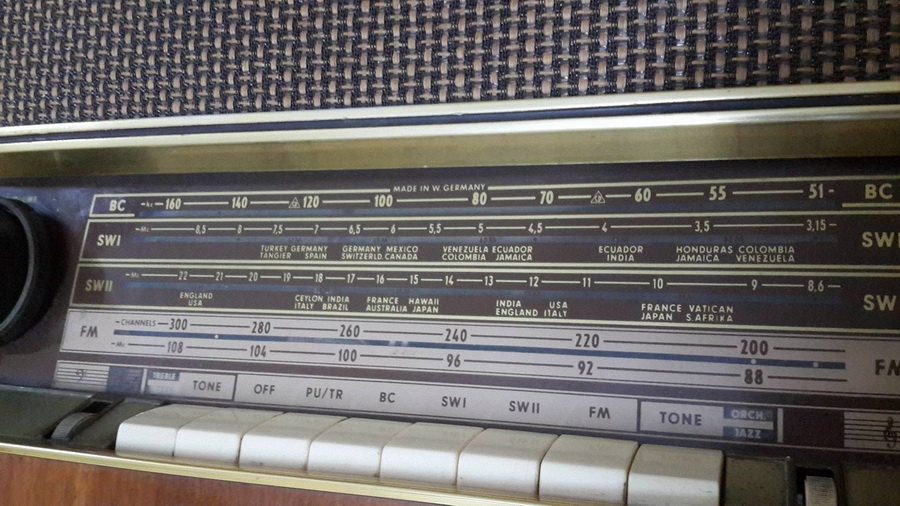 MADE IN W. GERMANY
BC -kc- 160 140 120 100 80 70 60 55 51 BC
-Mc- 8,5 8 7,5 7 6,5 6 5,5 5 4,5 4 3,5 3,15
SWI SWI
TURKEY GERMANY GERMANY MEXICO VENEZUELA ECUADOR ECUADOR HONDURAS COLOMBIA
TANGIER SPAIN SWITZERLD CANADA COLOMBIA JAMAICA INDIA JAMAICA VENEZUELA
-Mc- 22 21 20 19 18 17 16 15 14 13 12 11 10 9 8,6
SWII SW
ENGLAND CEYLON INDIA FRANCE HAWAII INDIA USA FRANCE VATICAN
USA ITALY BRAZIL AUSTRALIA JAPAN ENGLAND ITALY JAPAN S.AFRIKA
CHANNELS 300 280 260 240 220 200
FM FM
Mc 108 104 100 96 92 88
TREBLE TONE OFF PU/TR BC SWI SWII FM TONE ORCH.
JAZZ